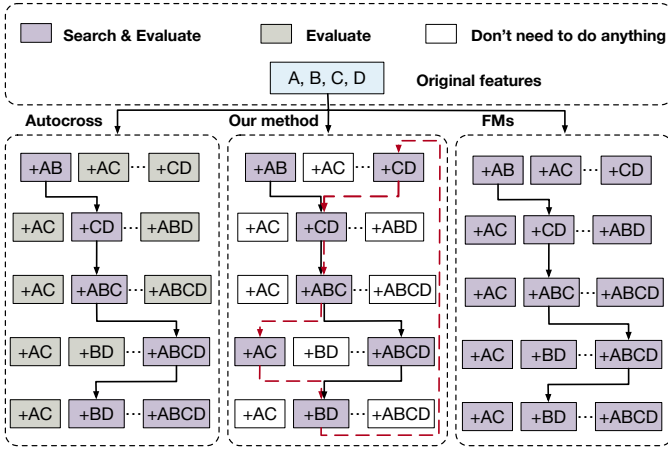 Search & Evaluate Evaluate Don't need to do anything
A, B, C, D
Original features
Autocross Our method FMs
+AB +AC ··· +CD +AB +AC ··· +CD +AB +AC ··· +CD
+AC +CD ··· +ABD +AC +CD ··· +ABD +AC +CD ··· +ABD
+AC +ABC ··· +ABCD +AC +ABC ··· +ABCD +AC +ABC ··· +ABCD
+AC +BD ··· +ABCD +AC +BD ··· +ABCD +AC +BD ··· +ABCD
+AC +BD ··· +ABCD +AC +BD ··· +ABCD +AC +BD ··· +ABCD